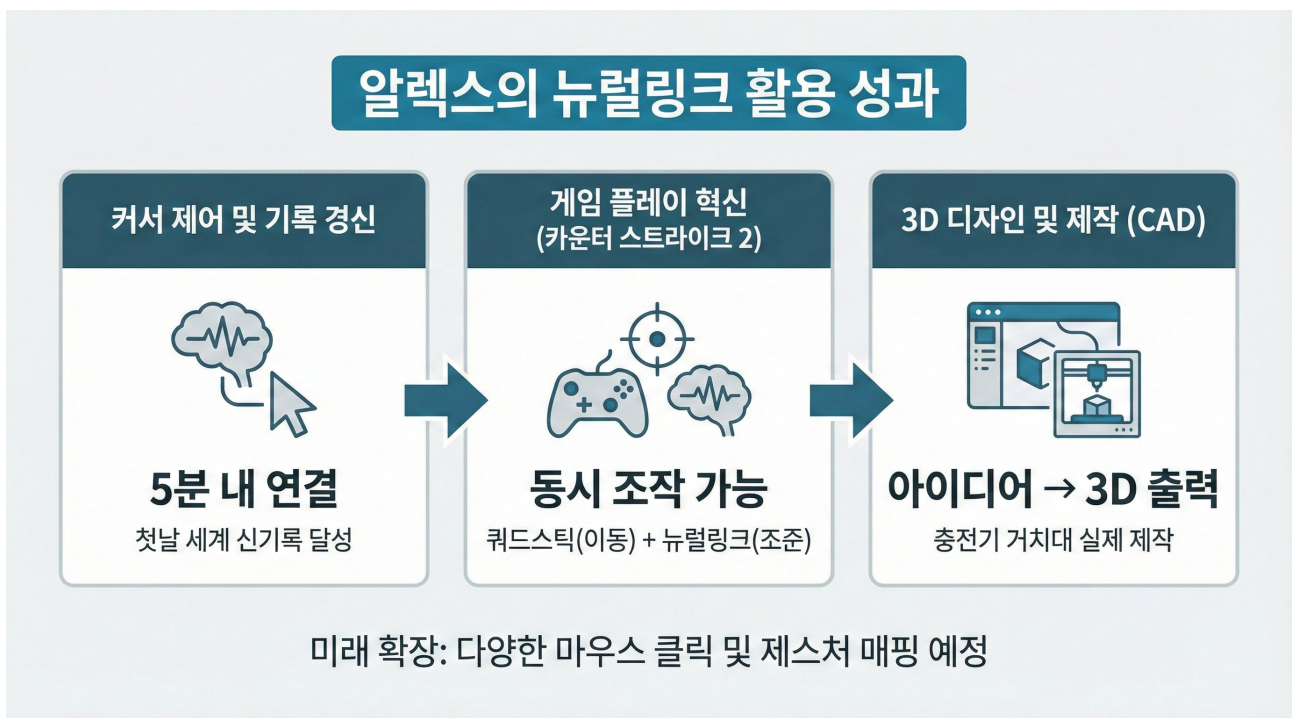 알렉스의 뉴럴링크 활용 성과
커서 제어 및 기록 경신
5분 내 연결
첫날 세계 신기록 달성
게임 플레이 혁신
(카운터 스트라이크 2)
동시 조작 가능
쿼드스틱(이동) + 뉴럴링크(조준)
3D 디자인 및 제작 (CAD)
아이디어 → 3D 출력
충전기 거치대 실제 제작
미래 확장: 다양한 마우스 클릭 및 제스처 매핑 예정